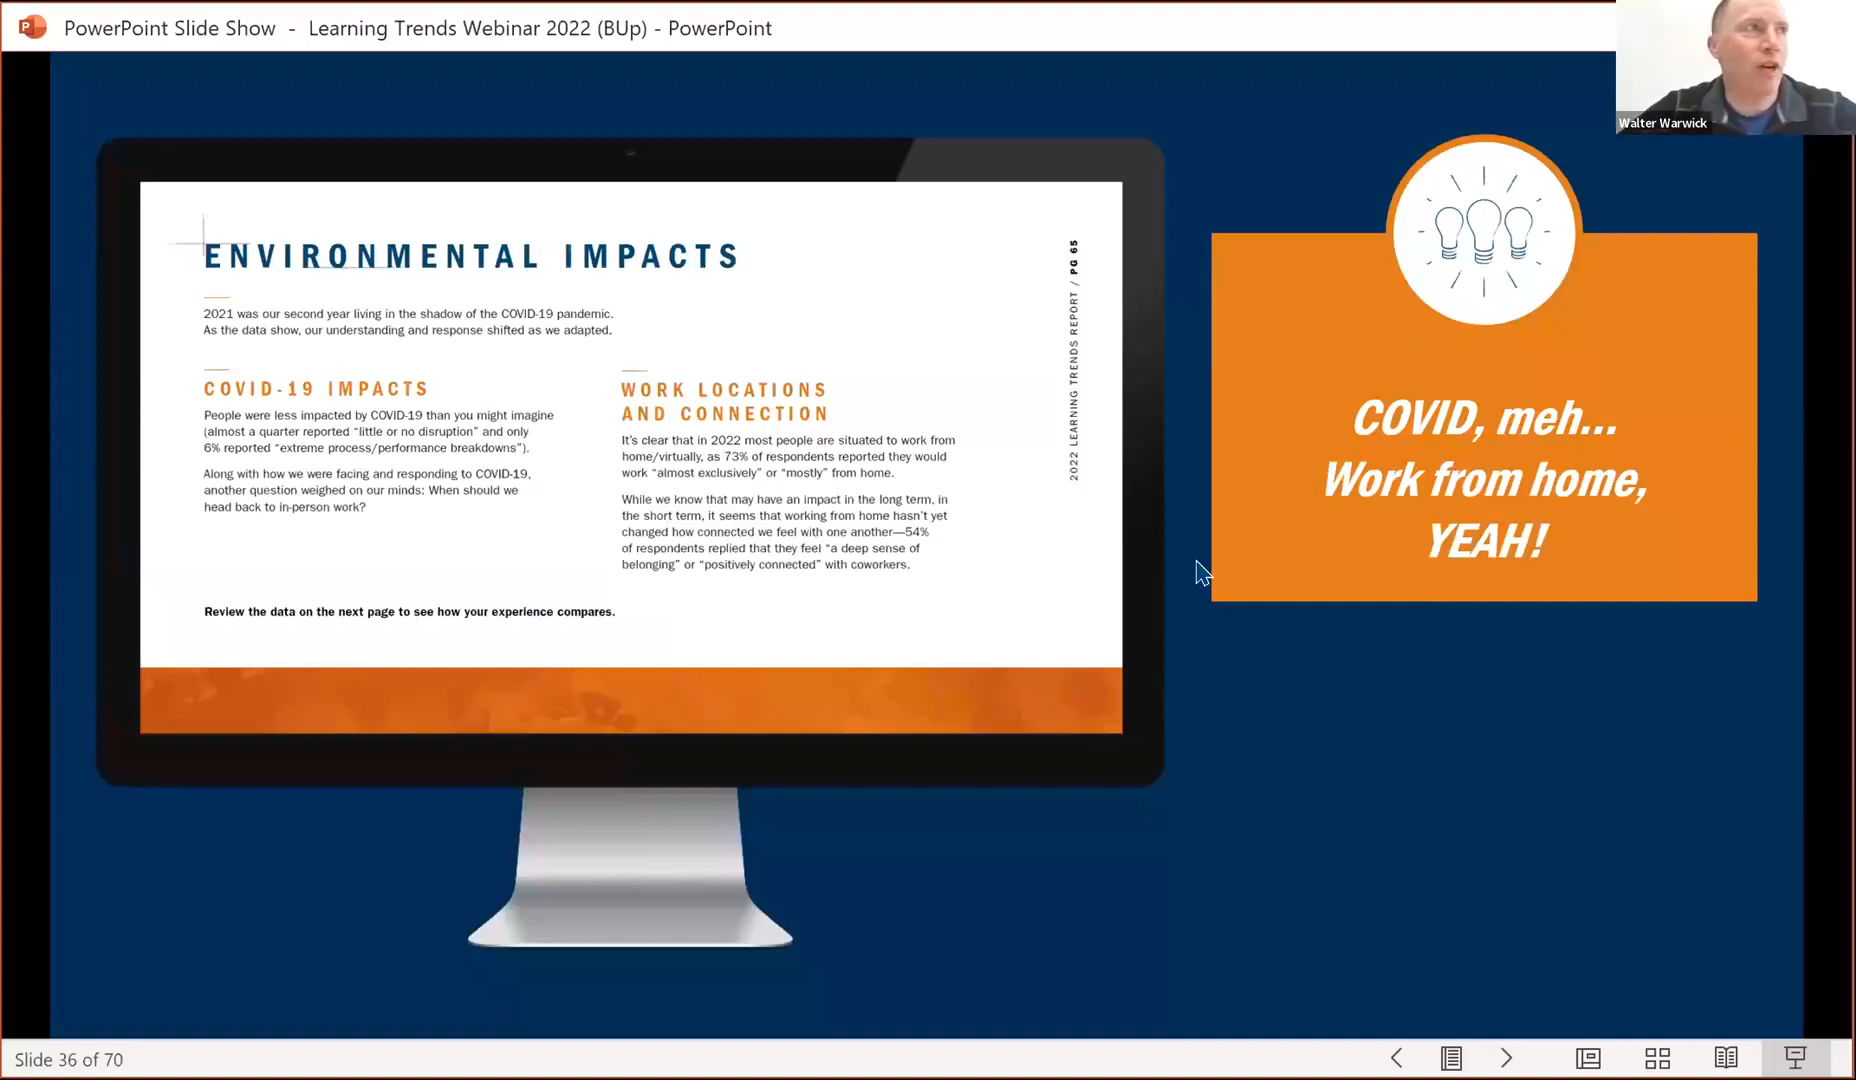 PowerPoint Slide Show - Learning Trends Webinar 2022 (BUp) - PowerPoint
Walter Warwick
ENVIRONMENTAL IMPACTS
2021 was our second year living in the shadow of the COVID-19 pandemic.
As the data show, our understanding and response shifted as we adapted.
COVID-19 IMPACTS
People were less impacted by COVID-19 than you might imagine
(almost a quarter reported “little or no disruption” and only
6% reported “extreme process/performance breakdowns”).
Along with how we were facing and responding to COVID-19,
another question weighed on our minds: When should we
head back to in-person work?
WORK LOCATIONS
AND CONNECTION
It’s clear that in 2022 most people are situated to work from
home/virtually, as 73% of respondents reported they would
work “almost exclusively” or “mostly” from home.
While we know that may have an impact in the long term, in
the short term, it seems that working from home hasn’t yet
changed how connected we feel with one another—54%
of respondents replied that they feel “a deep sense of
belonging” or “positively connected” with coworkers.
Review the data on the next page to see how your experience compares.
2022 LEARNING TRENDS REPORT / PG 65
COVID, meh...
Work from home,
YEAH!
Slide 36 of 70